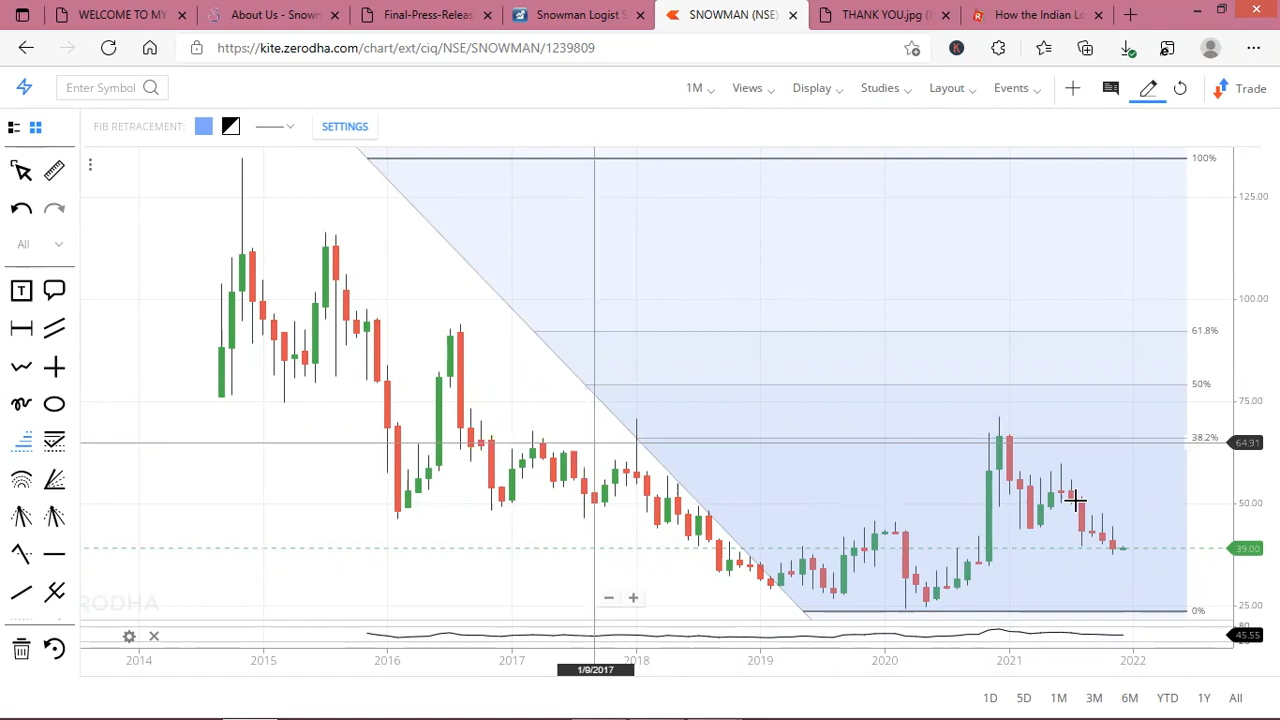 WELCOME TO MY
About Us - Snown
Final-Press-Relea
Snowman Logist S
SNOWMAN (NSE)
THANK YOU.jpg (
How the Indian Lo
https://kite.zerodha.com/chart/ext/ciq/NSE/SNOWMAN/1239809
K
Enter Symbol
1M
Views
Display
Studies
Layout
Events
Trade
FIB RETRACEMENT:
SETTINGS
All
T
100%
125.00
100.00
61.8%
50%
75.00
38.2%
64.91
50.00
39.00
ERODHA
0%
25.00
80
45.55
2014
2015
2016
2017
2018
2019
2020
2021
2022
1/9/2017
1D
5D
1M
3M
6M
YTD
1Y
All